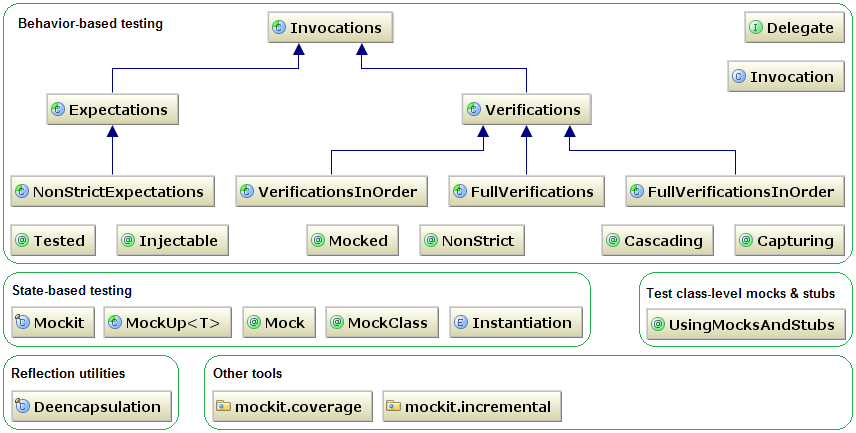 Behavior-based testing
Invocations
Delegate
Invocation
Expectations
Verifications
NonStrictExpectations
VerificationsInOrder
FullVerifications
FullVerificationsInOrder
Tested
Injectable
Mocked
NonStrict
Cascading
Capturing
State-based testing
Mockit
MockUp<T>
Mock
MockClass
Instantiation
Test class-level mocks & stubs
UsingMocksAndStubs
Reflection utilities
Deencapsulation
Other tools
mockit.coverage
mockit.incremental